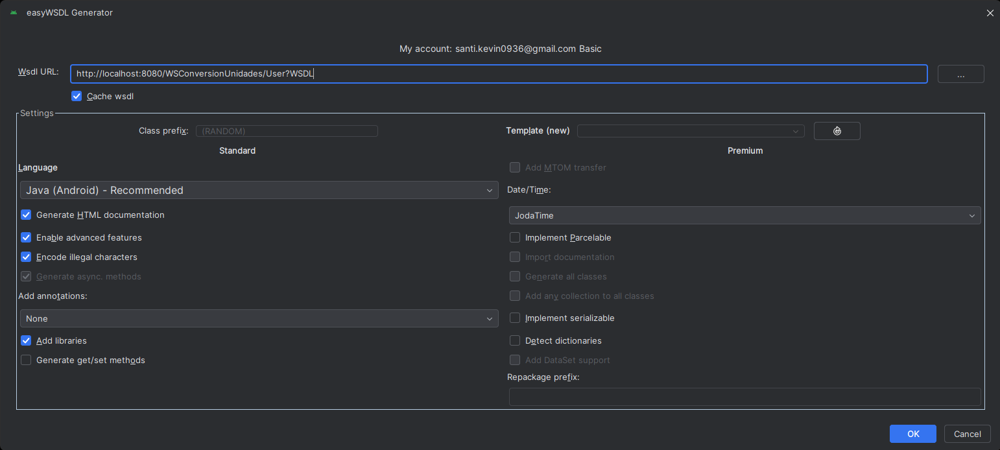 easyWSDL Generator
My account: santi.kevin0936@gmail.com Basic
Wsdl URL: http://localhost:8080/WSConversionUnidades/User?WSDL ...
Cache wsdl
Settings
Class prefix: (RANDOM) Template (new)
Standard Premium
Language Add MTOM transfer
Java (Android) - Recommended Date/Time:
Generate HTML documentation JodaTime
Enable advanced features Implement Parcelable
Encode illegal characters Import documentation
Generate async. methods Generate all classes
Add annotations: Add any collection to all classes
None Implement serializable
Add libraries Detect dictionaries
Generate get/set methods Add DataSet support
Repackage prefix:
OK Cancel